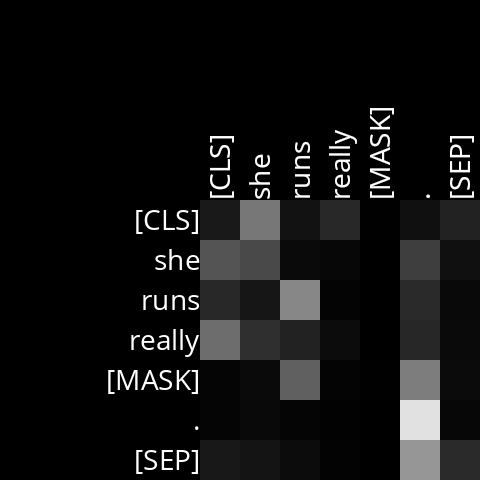 [CLS] she runs really [MASK] . [SEP]
[CLS]
she
runs
really
[MASK]
.
[SEP]